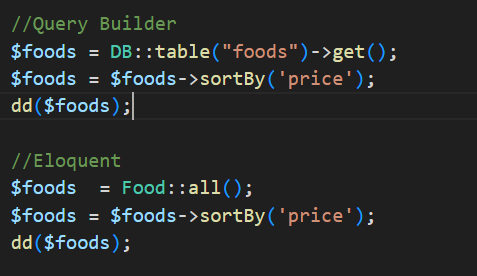 //Query Builder
$foods = DB::table("foods")->get();
$foods = $foods->sortBy('price');
dd($foods);
//Eloquent
$foods  = Food::all();
$foods = $foods->sortBy('price');
dd($foods);